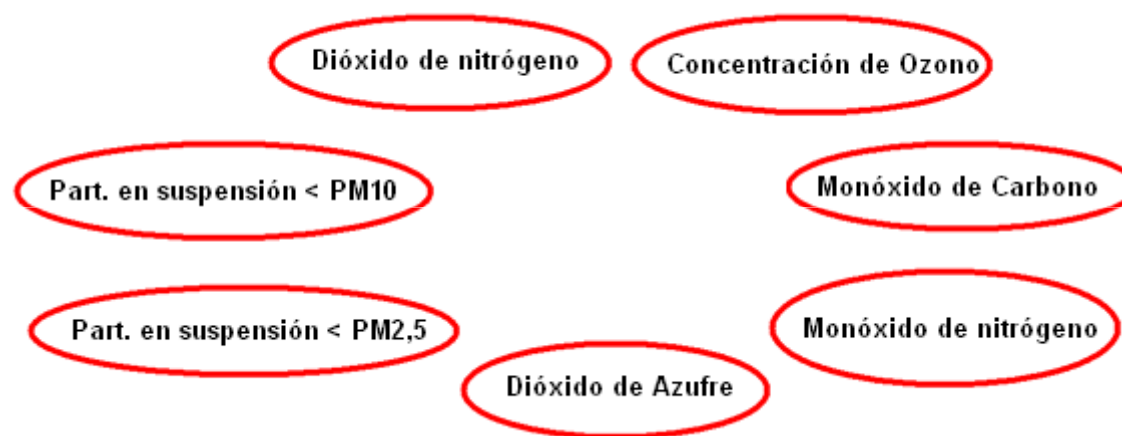 Dióxido de nitrógeno
Concentración de Ozono
Part. en suspensión < PM10
Monóxido de Carbono
Part. en suspensión < PM2,5
Monóxido de nitrógeno
Dióxido de Azufre